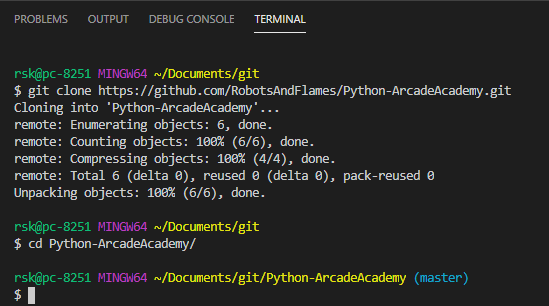 PROBLEMS OUTPUT DEBUG CONSOLE TERMINAL
rsk@pc-8251 MINGW64 ~/Documents/git
$ git clone https://github.com/RobotsAndFlames/Python-ArcadeAcademy.git
Cloning into 'Python-ArcadeAcademy'...
remote: Enumerating objects: 6, done.
remote: Counting objects: 100% (6/6), done.
remote: Compressing objects: 100% (4/4), done.
remote: Total 6 (delta 0), reused 0 (delta 0), pack-reused 0
Unpacking objects: 100% (6/6), done.
rsk@pc-8251 MINGW64 ~/Documents/git
$ cd Python-ArcadeAcademy/
rsk@pc-8251 MINGW64 ~/Documents/git/Python-ArcadeAcademy (master)
$